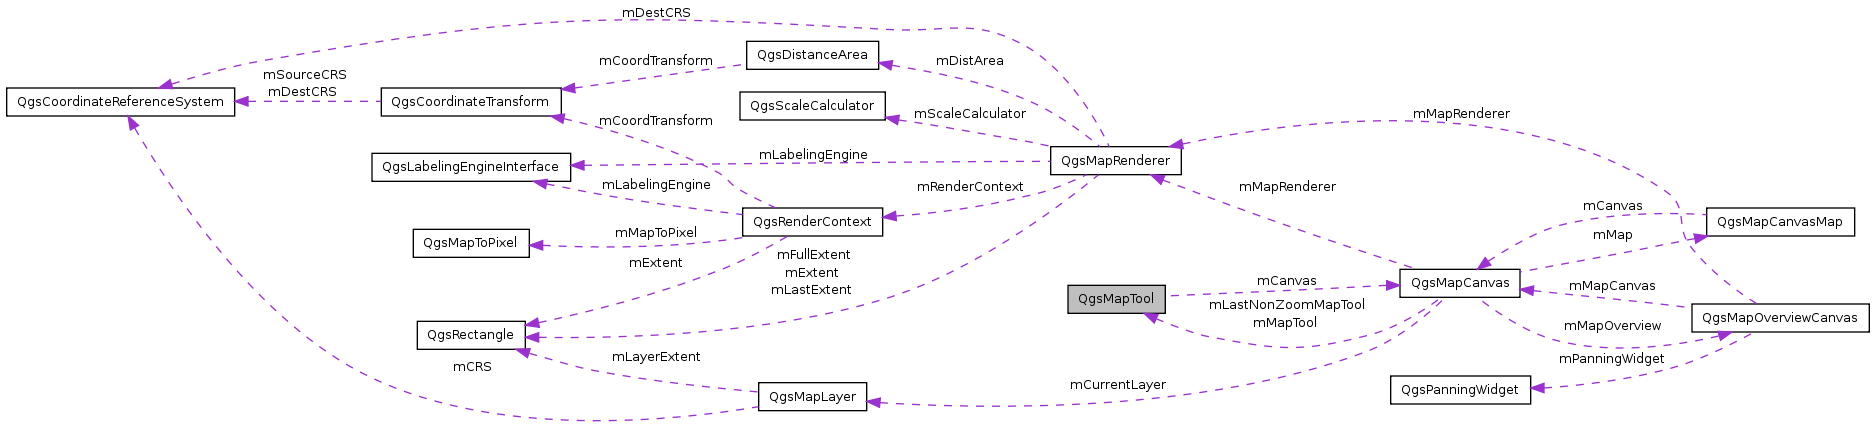 mDestCRS
QgsDistanceArea
mCoordTransform
mDistArea
mSourceCRS
mDestCRS
QgsCoordinateReferenceSystem
QgsCoordinateTransform
QgsScaleCalculator
mScaleCalculator
mMapRenderer
mCoordTransform
mLabelingEngine
QgsMapRenderer
QgsLabelingEngineInterface
mLabelingEngine
mRenderContext
mMapRenderer
mCanvas
QgsRenderContext
QgsMapCanvasMap
mMapToPixel
mMap
QgsMapToPixel
mExtent
mFullExtent
mExtent
mLastExtent
mCanvas
QgsMapCanvas
mMapCanvas
QgsMapTool
mLastNonZoomMapTool
mMapTool
QgsMapOverviewCanvas
mMapOverview
QgsRectangle
mLayerExtent
mPanningWidget
mCRS
mCurrentLayer
QgsPanningWidget
QgsMapLayer